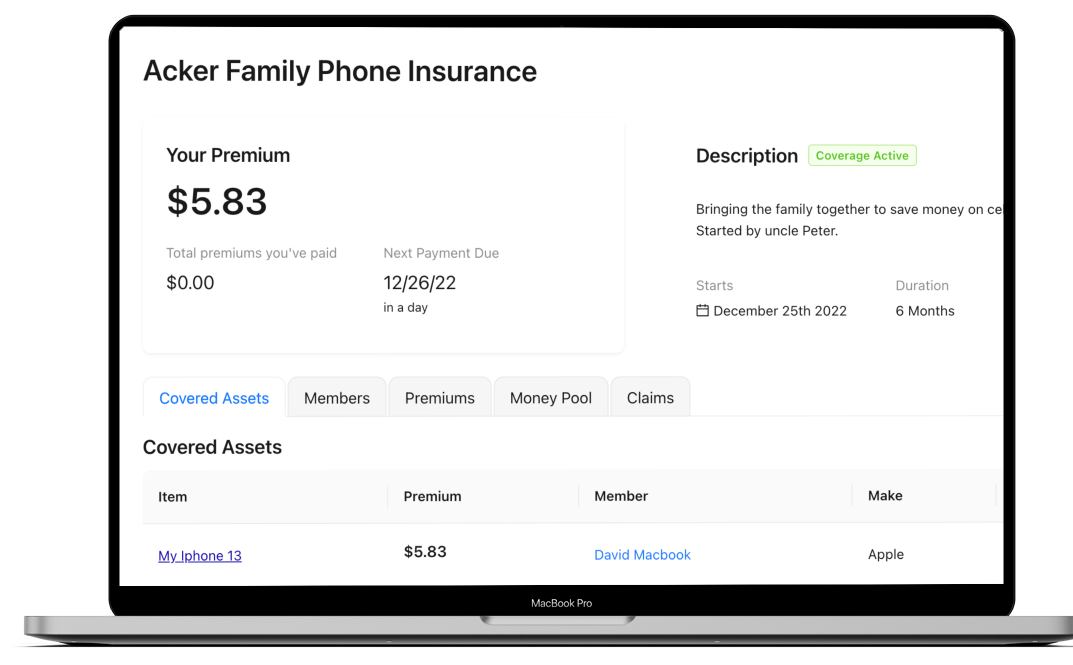 Acker Family Phone Insurance
Your Premium
$5.83
Total premiums you've paid
Next Payment Due
$0.00
12/26/22
in a day
Description
Coverage Active
Bringing the family together to save money on
Started by uncle Peter.
Starts
Duration
December 25th 2022
6 Months
Covered Assets
Members
Premiums
Money Pool
Claims
Covered Assets
Item
Premium
Member
Make
My Iphone 13
$5.83
David Macbook
Apple
MacBook Pro